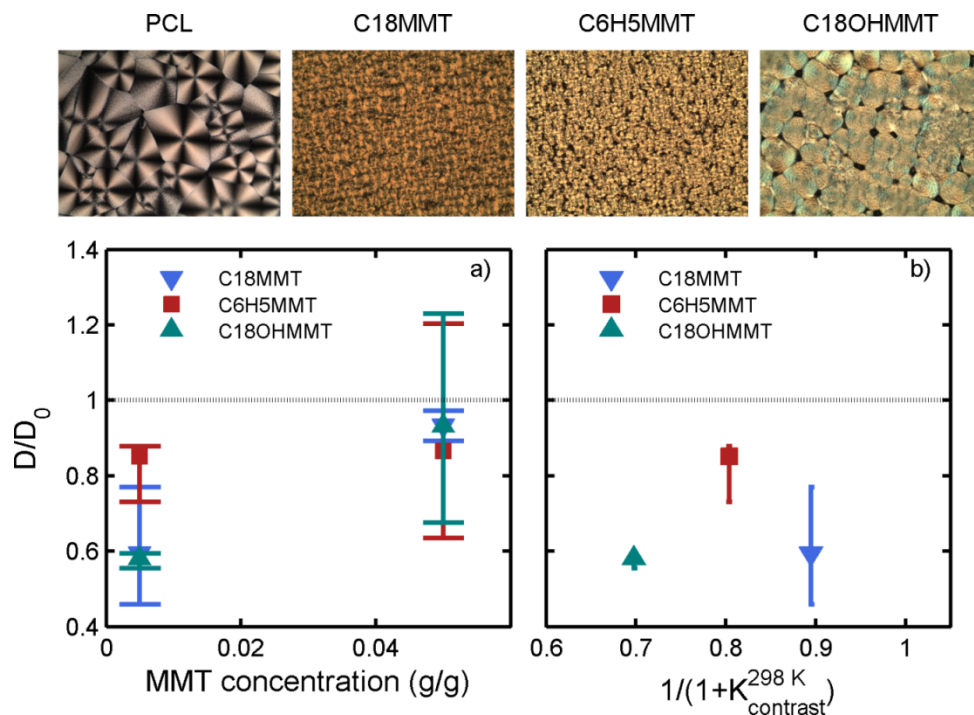 PCL C18MMT C6H5MMT C18OHMMT
a)
C18MMT
C6H5MMT
C18OHMMT
1.4
1.2
1
0.8
0.6
0.4
D/D0
0 0.02 0.04
MMT concentration (g/g)
b)
C18MMT
C6H5MMT
C18OHMMT
0.6 0.7 0.8 0.9 1
1/(1+K298 K contrast)